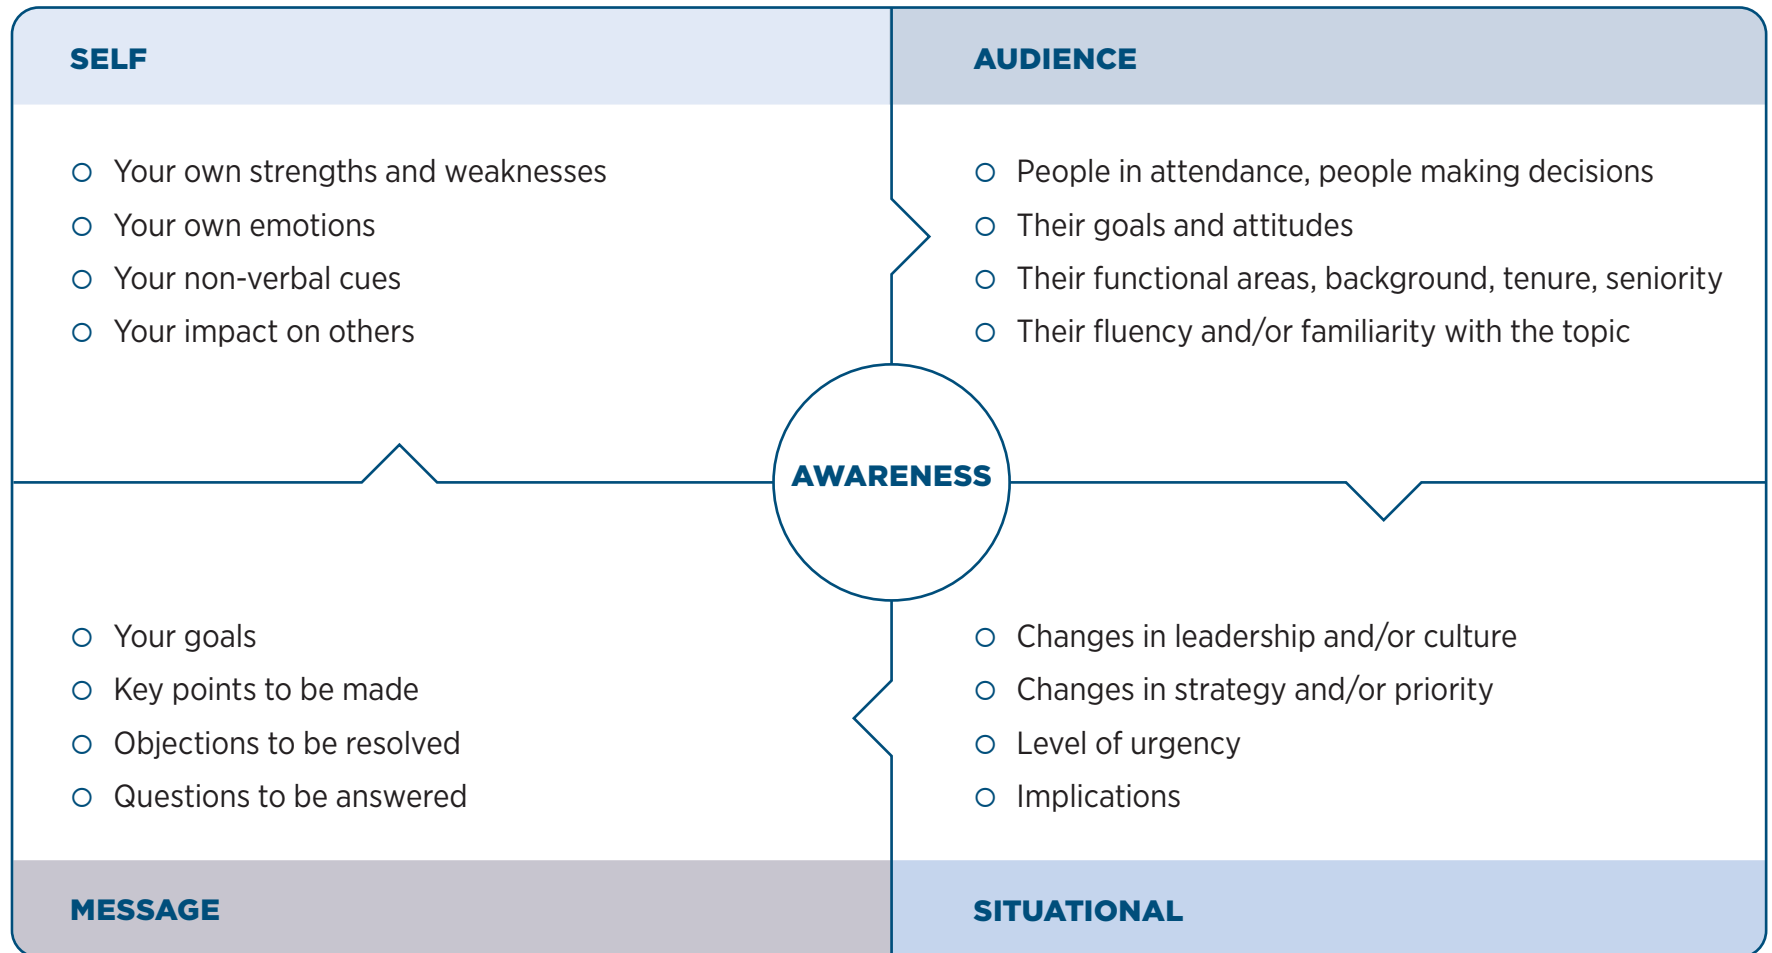 SELF
Your own strengths and weaknesses
Your own emotions
Your non-verbal cues
Your impact on others
AUDIENCE
People in attendance, people making decisions
Their goals and attitudes
Their functional areas, background, tenure, seniority
Their fluency and/or familiarity with the topic
AWARENESS
Your goals
Key points to be made
Objections to be resolved
Questions to be answered
MESSAGE
Changes in leadership and/or culture
Changes in strategy and/or priority
Level of urgency
Implications
SITUATIONAL